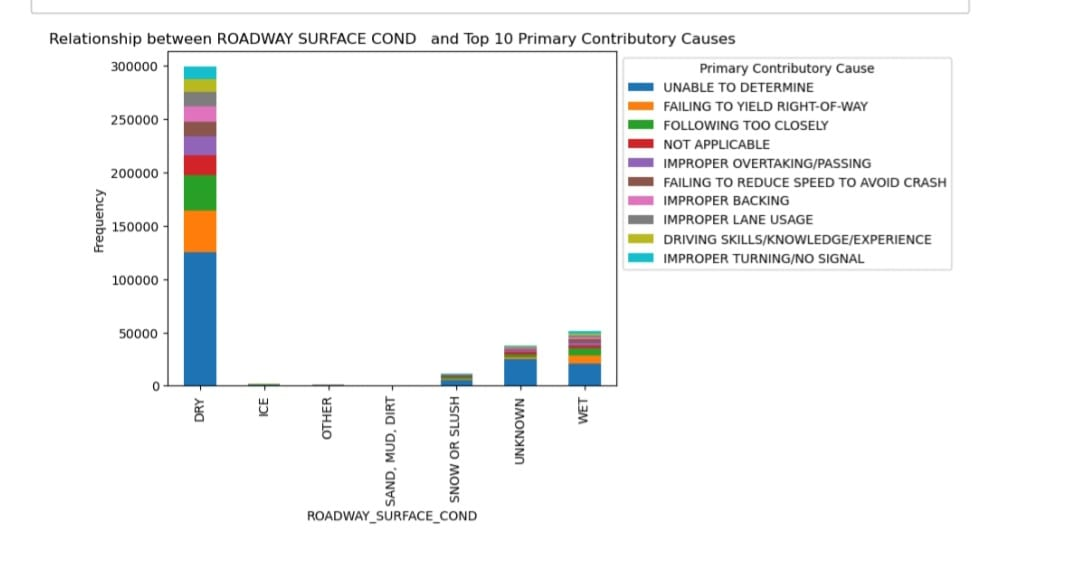 Relationship between ROADWAY SURFACE COND   and Top 10 Primary Contributory Causes
300000
250000
200000
150000
100000
50000
0
Frequency
DRY
ICE
OTHER
SAND, MUD, DIRT
SNOW OR SLUSH
UNKNOWN
WET
ROADWAY_SURFACE_COND
Primary Contributory Cause
UNABLE TO DETERMINE
FAILING TO YIELD RIGHT-OF-WAY
FOLLOWING TOO CLOSELY
NOT APPLICABLE
IMPROPER OVERTAKING/PASSING
FAILING TO REDUCE SPEED TO AVOID CRASH
IMPROPER BACKING
IMPROPER LANE USAGE
DRIVING SKILLS/KNOWLEDGE/EXPERIENCE
IMPROPER TURNING/NO SIGNAL